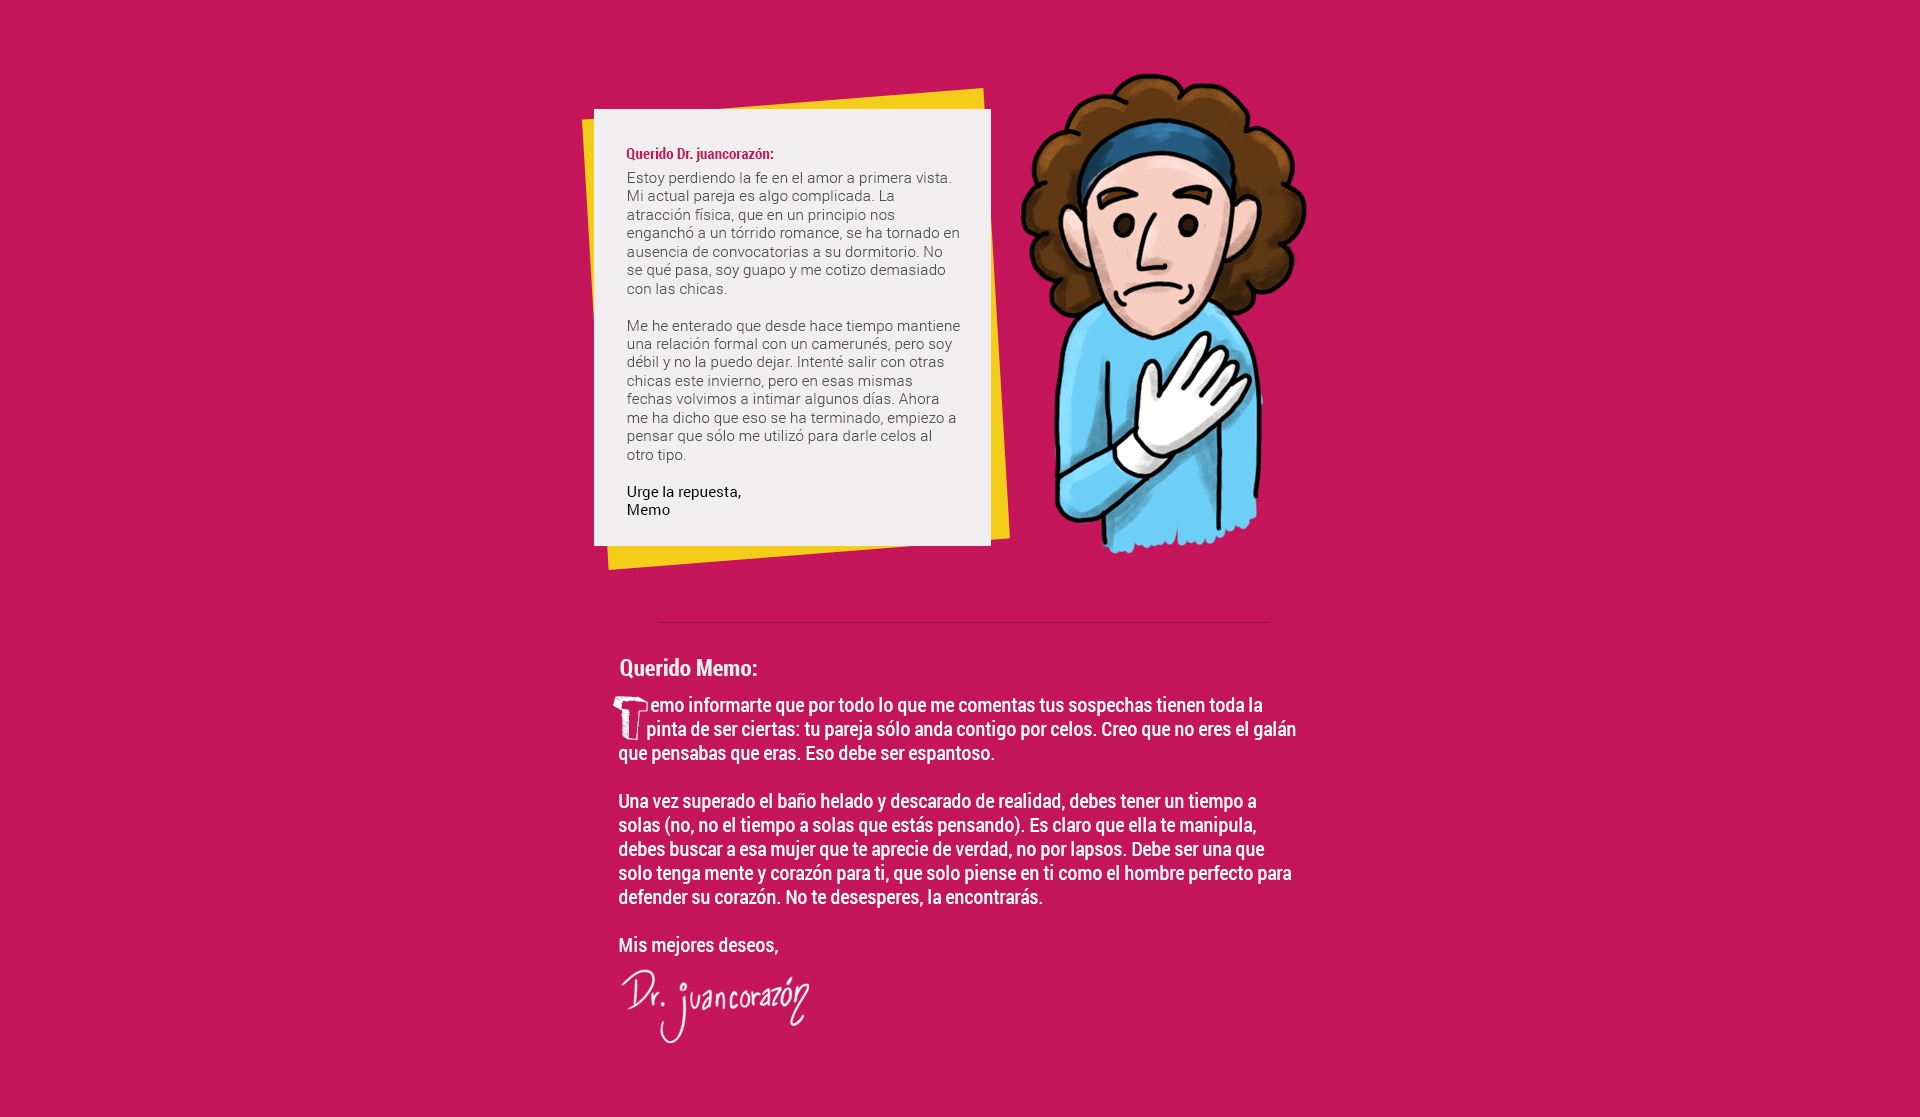 Querido Dr. juancorazón:
Estoy perdiendo la fe en el amor a primera vista.
Mi actual pareja es algo complicada. La
atracción física, que en un principio nos
enganchó a un tórrido romance, se ha tornado en
ausencia de convocatorias a su dormitorio. No
se qué pasa, soy guapo y me cotizo demasiado
con las chicas.
Me he enterado que desde hace tiempo mantiene
una relación formal con un camerunés, pero soy
débil y no la puedo dejar. Intenté salir con otras
chicas este invierno, pero en esas mismas
fechas volvimos a intimar algunos días. Ahora
me ha dicho que eso se ha terminado, empiezo a
pensar que sólo me utilizó para darle celos al
otro tipo.
Urge la repuesta,
Memo
Querido Memo:
Temo informarte que por todo lo que me comentas tus sospechas tienen toda la
pinta de ser ciertas: tu pareja sólo anda contigo por celos. Creo que no eres el galán
que pensabas que eras. Eso debe ser espantoso.
Una vez superado el baño helado y descarado de realidad, debes tener un tiempo a
solas (no, no el tiempo a solas que estás pensando). Es claro que ella te manipula,
debes buscar a esa mujer que te aprecie de verdad, no por lapsos. Debe ser una que
solo tenga mente y corazón para ti, que solo piense en ti como el hombre perfecto para
defender su corazón. No te desesperes, la encontrarás.
Mis mejores deseos,
Dr. juancorazón